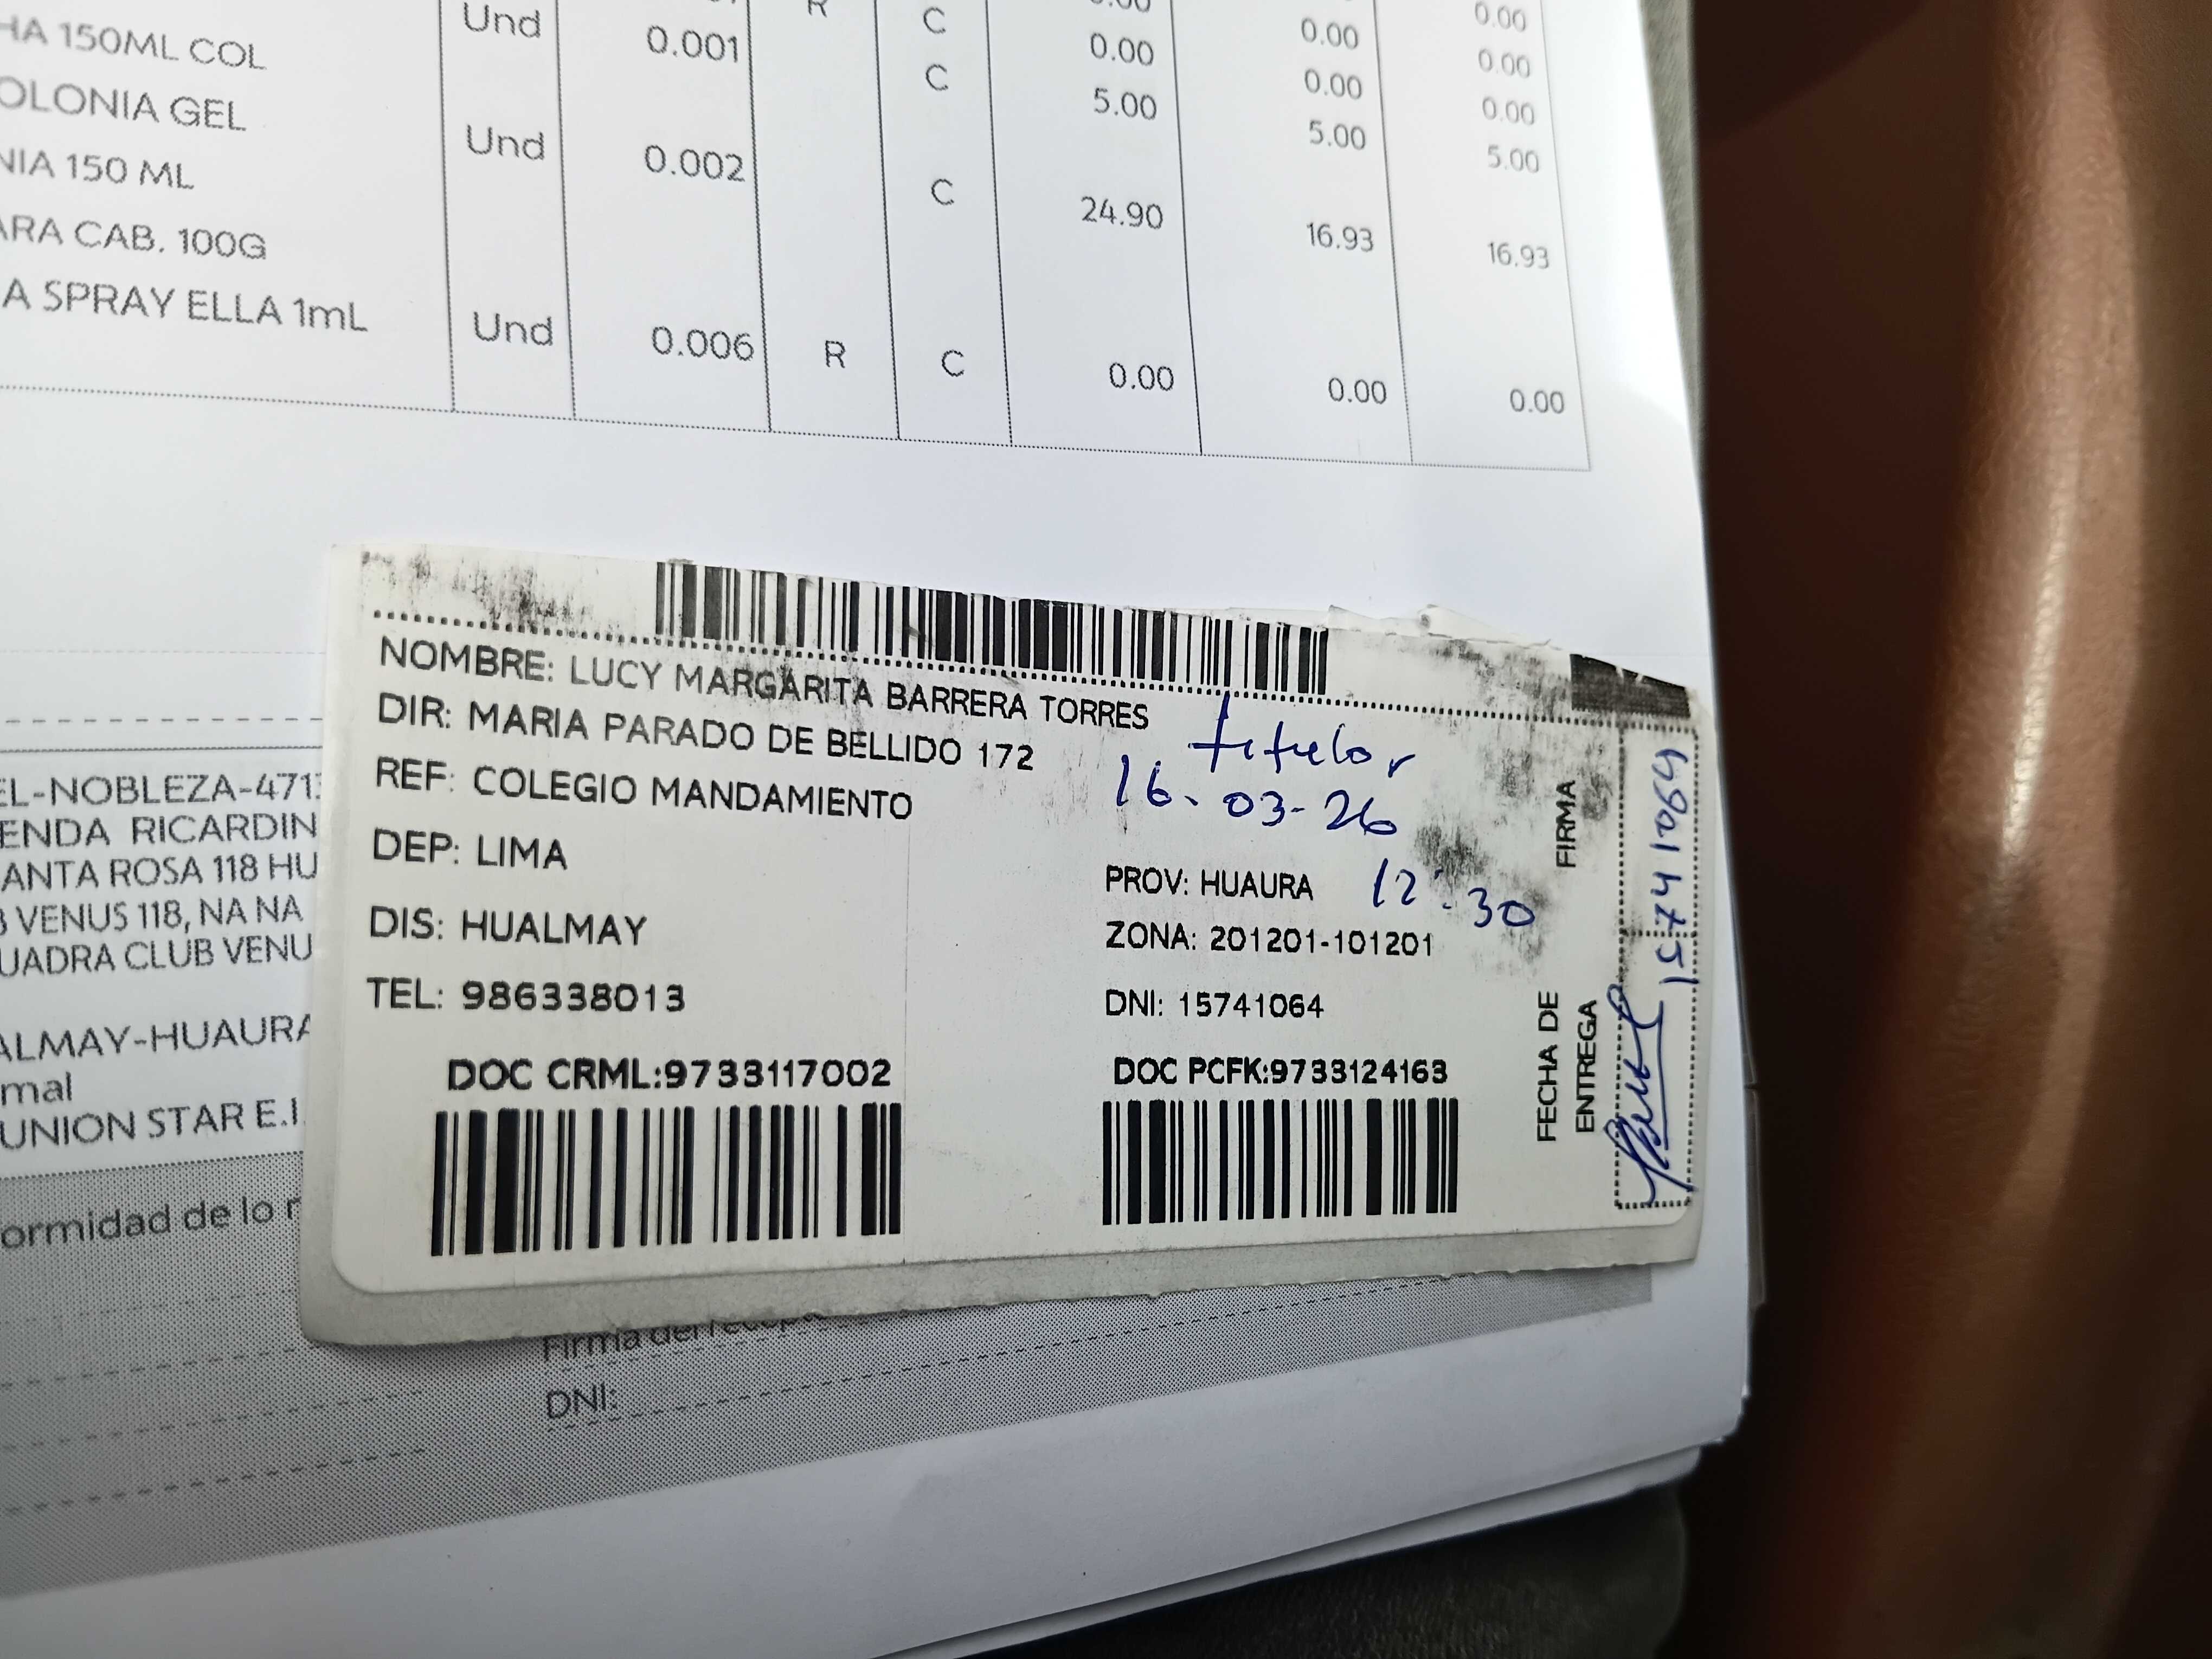 HA 150ML COL Und 0.001 C 0.00 0.00 0.00
OLONIA GEL C 5.00 5.00 5.00
NIA 150 ML Und 0.002 C 24.90 16.93 16.93
ARA CAB. 100G
A SPRAY ELLA 1mL Und 0.006 R C 0.00 0.00 0.00
NOMBRE: LUCY MARGARITA BARRERA TORRES
DIR: MARIA PARADO DE BELLIDO 172
REF: COLEGIO MANDAMIENTO
DEP: LIMA
DIS: HUALMAY
TEL: 986338013
titular
16-03-26
12:30
PROV: HUAURA
ZONA: 201201-101201
DNI: 15741064
DOC CRML:9733117002
DOC PCFK:9733124163
FIRMA
FECHA DE
ENTREGA
15741064
EL-NOBLEZA-471
ENDA RICARDIN
ANTA ROSA 118 HU
VENUS 118, NA NA
UADRA CLUB VENU
ALMAY-HUAURA
mal
UNION STAR E.I.
ormidad de lo r
Firma del recep
DNI: